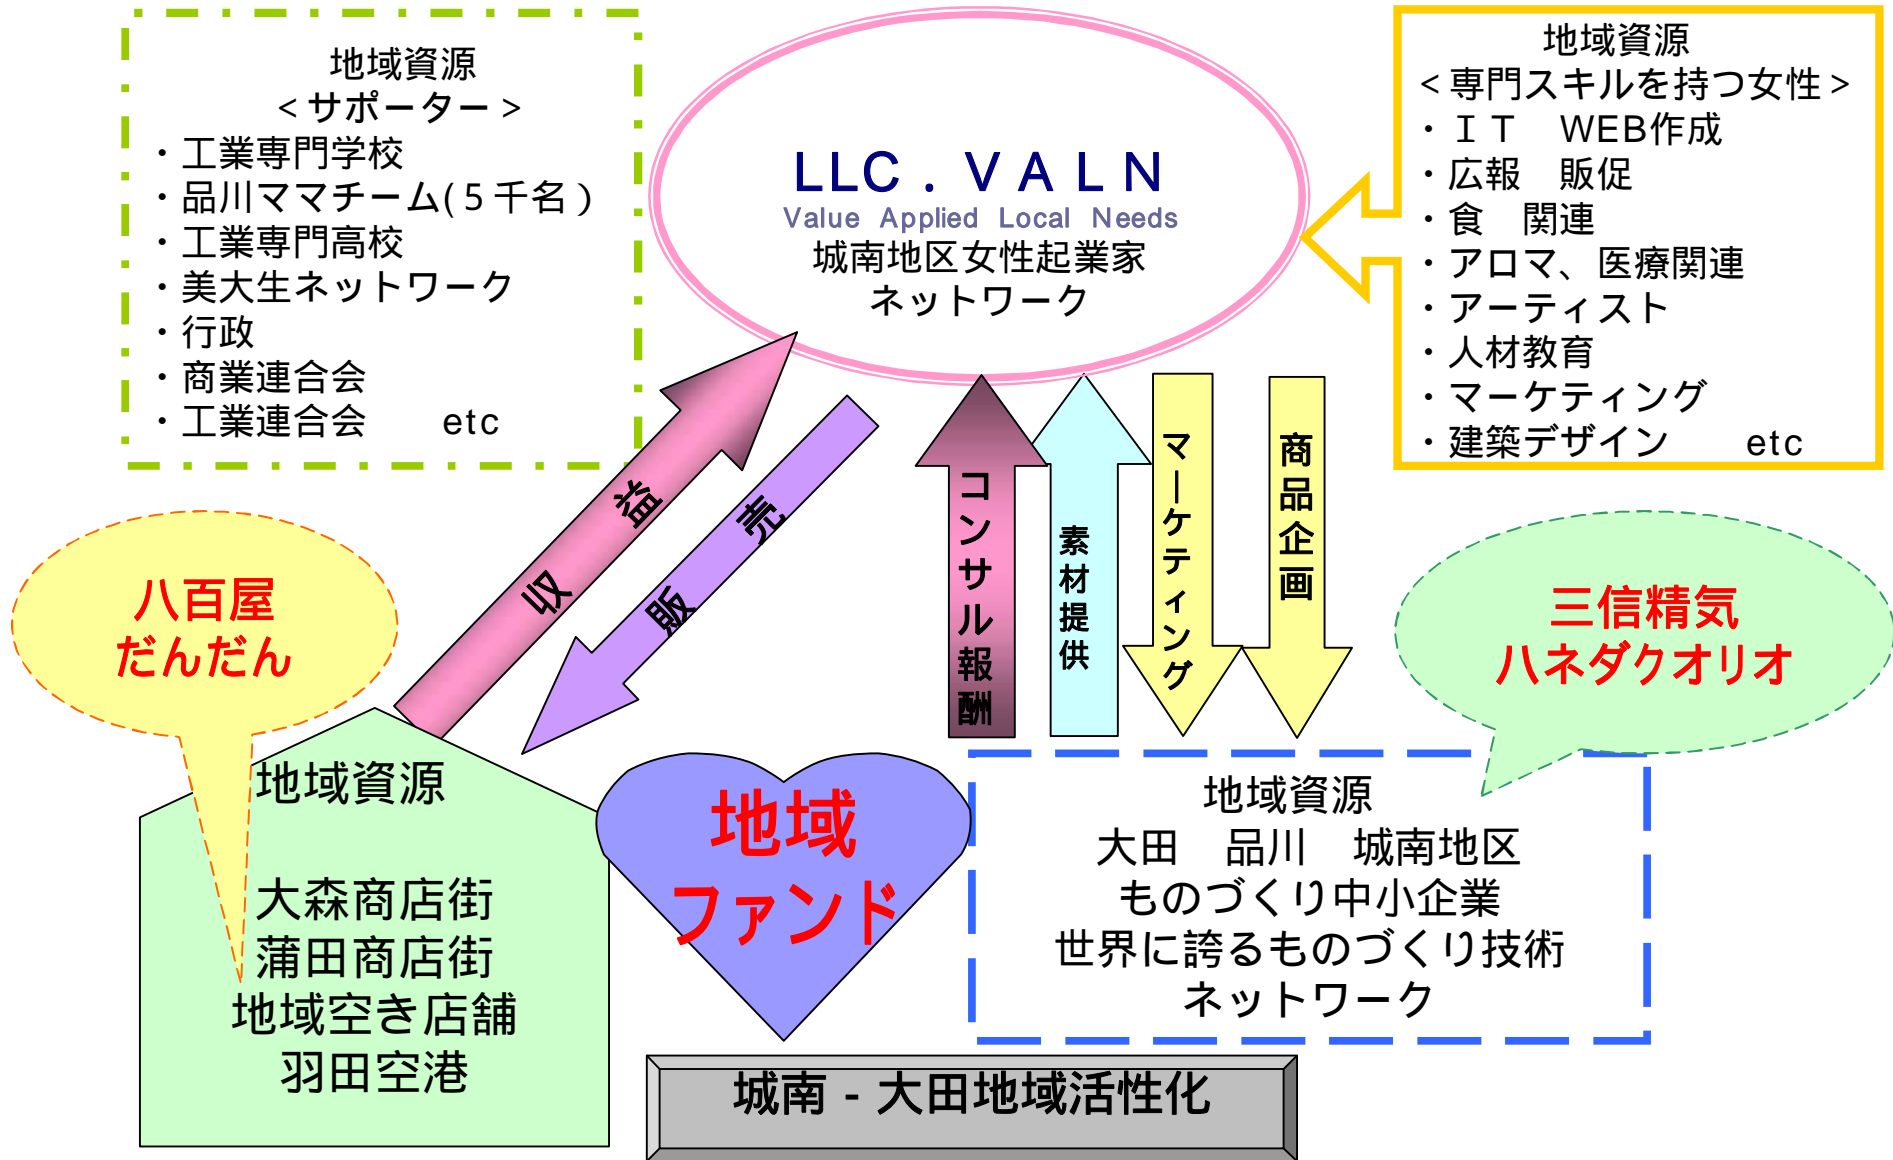 地域資源
＜サポーター＞
・工業専門学校
・品川ママチーム(５千名）
・工業専門高校
・美大生ネットワーク
・行政
・商業連合会
・工業連合会　　etc
LLC．ＶＡＬＮ
Value Applied Local Needs
城南地区女性起業家
ネットワーク
地域資源
＜専門スキルを持つ女性＞
・ＩＴ　WEB作成
・広報　販促
・食　関連
・アロマ、医療関連
・アーティスト
・人材教育
・マーケティング
・建築デザイン　　etc
収益
販売
コンサル報酬
素材提供
マーケティング
商品企画
八百屋
だんだん
三信精気
ハネダクオリオ
地域資源
大森商店街
蒲田商店街
地域空き店舗
羽田空港
地域
ファンド
地域資源
大田　品川　城南地区
ものづくり中小企業
世界に誇るものづくり技術
ネットワーク
城南－大田地域活性化